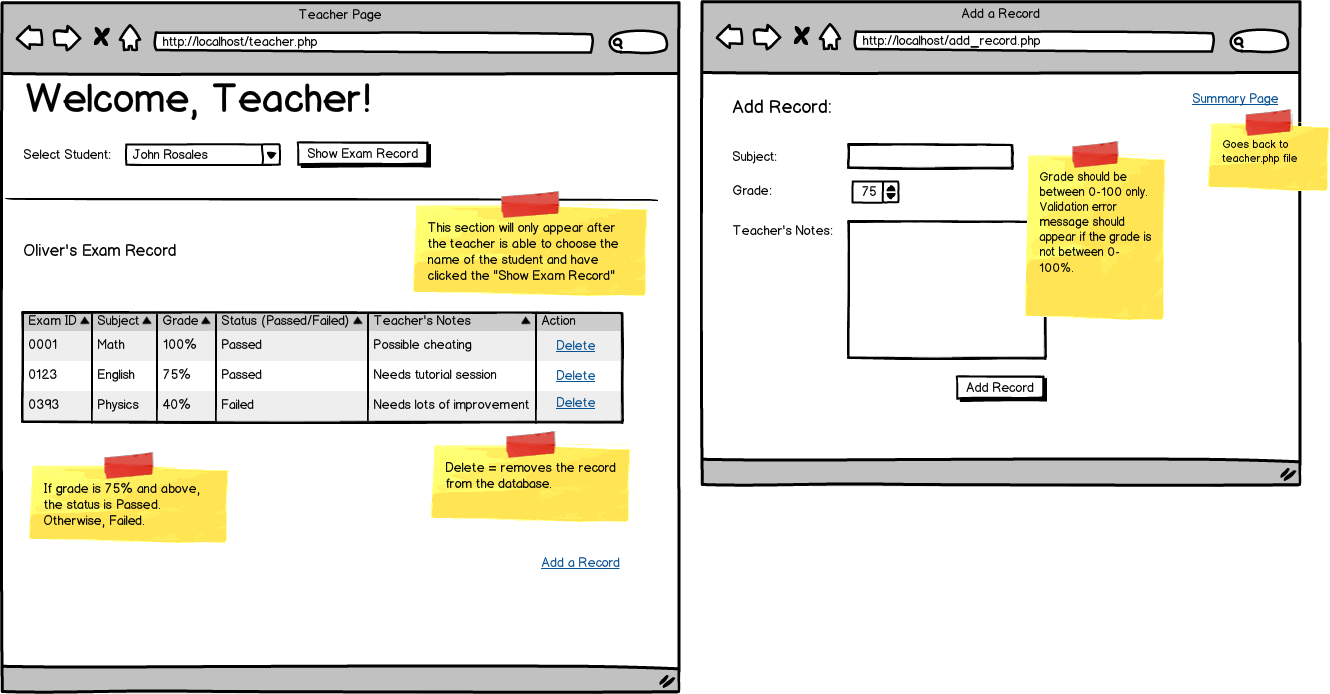 Teacher Page
http://localhost/teacher.php
Welcome, Teacher!
Select Student: John Rosales Show Exam Record
This section will only appear after
the teacher is able to choose the
name of the student and have
clicked the "Show Exam Record"
Oliver's Exam Record
Exam ID Subject Grade Status (Passed/Failed) Teacher's Notes Action
0001 Math 100% Passed Possible cheating Delete
0123 English 75% Passed Needs tutorial session Delete
0393 Physics 40% Failed Needs lots of improvement Delete
If grade is 75% and above,
the status is Passed.
Otherwise, Failed.
Delete = removes the record
from the database.
Add a Record
Add a Record
http://localhost/add_record.php
Summary Page
Goes back to
teacher.php file
Add Record:
Subject:
Grade: 75
Teacher's Notes:
Grade should be
between 0-100 only.
Validation error
message should
appear if the grade is
not between 0-
100%.
Add Record